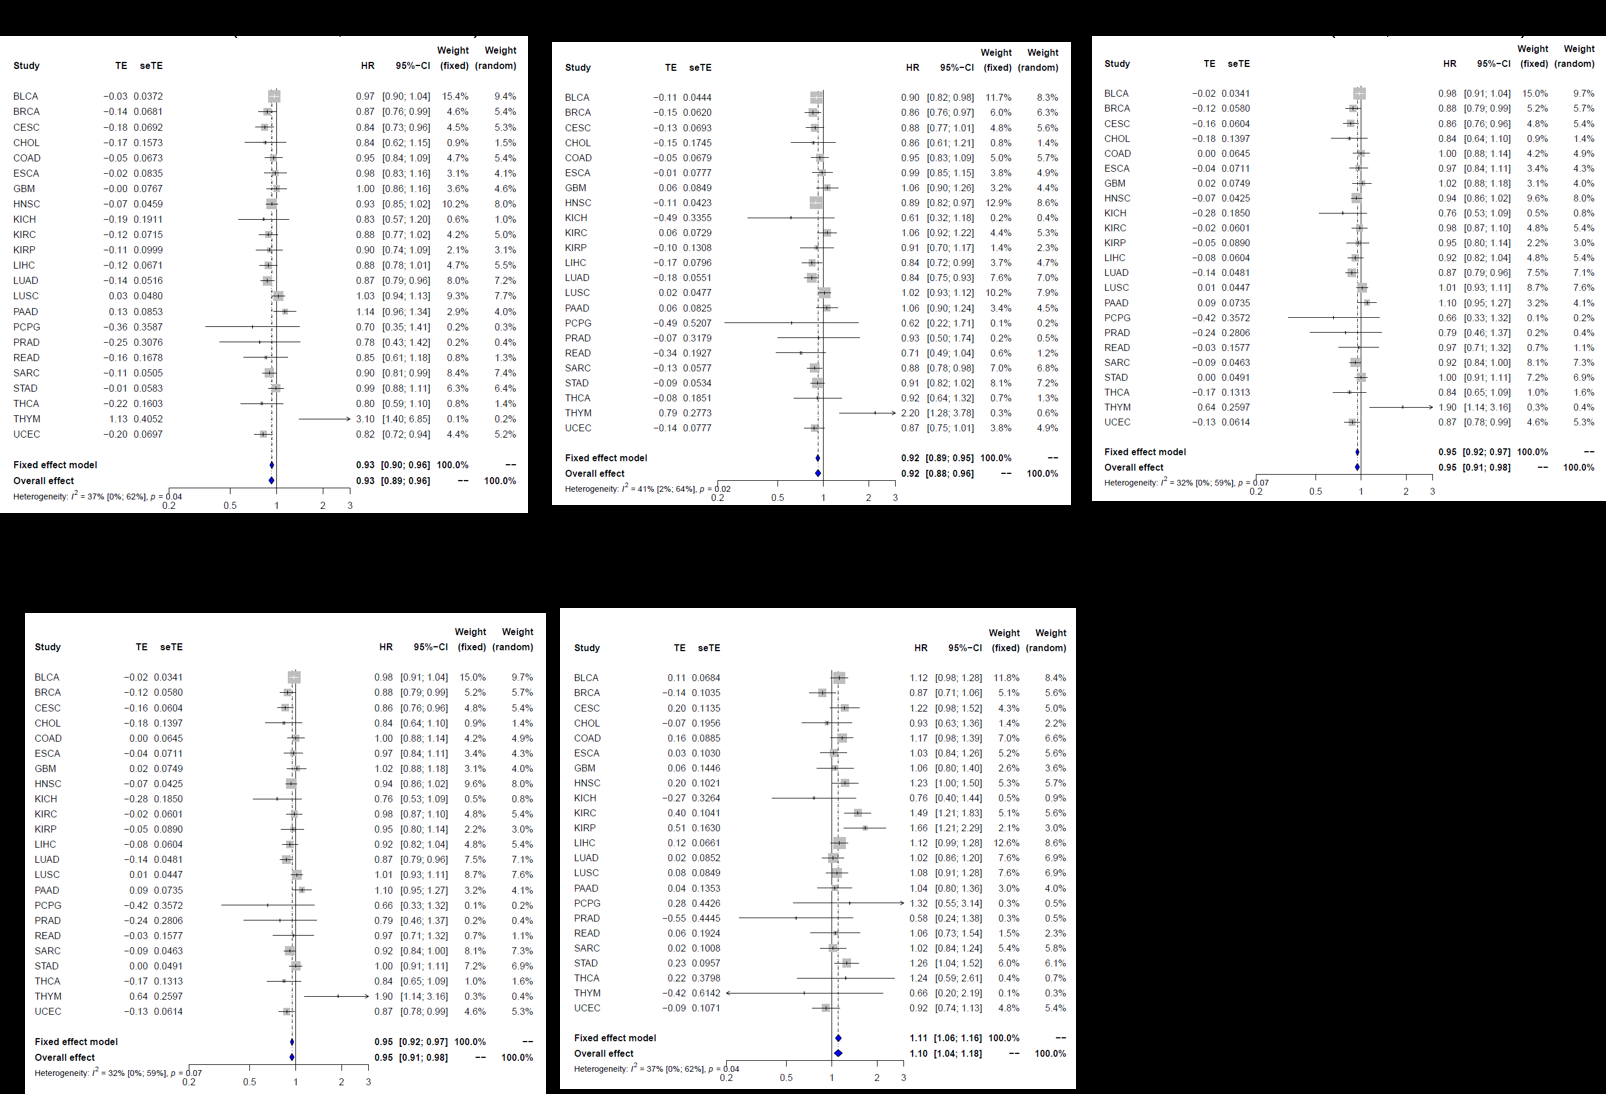 Weight Weight
Study TE seTE HR 95%−CI (fixed) (random)
BLCA −0.03 0.0372 0.97 [0.90; 1.04] 15.4% 9.4%
BRCA −0.14 0.0681 0.87 [0.76; 0.99] 4.6% 5.4%
CESC −0.18 0.0692 0.84 [0.73; 0.96] 4.5% 5.3%
CHOL −0.17 0.1573 0.84 [0.62; 1.15] 0.9% 1.5%
COAD −0.05 0.0673 0.95 [0.84; 1.09] 4.7% 5.4%
ESCA −0.02 0.0835 0.98 [0.83; 1.16] 3.1% 4.1%
GBM −0.00 0.0767 1.00 [0.86; 1.16] 3.6% 4.6%
HNSC −0.07 0.0459 0.93 [0.85; 1.02] 10.2% 8.0%
KICH −0.19 0.1911 0.83 [0.57; 1.20] 0.6% 1.0%
KIRC −0.12 0.0715 0.88 [0.77; 1.02] 4.2% 5.0%
KIRP −0.11 0.0999 0.90 [0.74; 1.09] 2.1% 3.1%
LIHC −0.12 0.0671 0.88 [0.78; 1.01] 4.7% 5.5%
LUAD −0.14 0.0516 0.87 [0.79; 0.96] 8.0% 7.2%
LUSC 0.03 0.0480 1.03 [0.94; 1.13] 9.3% 7.7%
PAAD 0.13 0.0853 1.14 [0.96; 1.34] 2.9% 4.0%
PCPG −0.36 0.3587 0.70 [0.35; 1.41] 0.2% 0.3%
PRAD −0.25 0.3076 0.78 [0.43; 1.42] 0.2% 0.4%
READ −0.16 0.1678 0.85 [0.61; 1.18] 0.8% 1.3%
SARC −0.11 0.0505 0.90 [0.81; 0.99] 8.4% 7.4%
STAD −0.01 0.0583 0.99 [0.88; 1.11] 6.3% 6.4%
THCA −0.22 0.1603 0.80 [0.59; 1.10] 0.8% 1.4%
THYM 1.13 0.4052 3.10 [1.40; 6.85] 0.1% 0.2%
UCEC −0.20 0.0697 0.82 [0.72; 0.94] 4.4% 5.2%
Fixed effect model 0.93 [0.90; 0.96] 100.0% −−
Overall effect 0.93 [0.89; 0.96] −− 100.0%
Heterogeneity: I² = 37% [0%; 62%], p = 0.04
0.2 0.5 1 2 3
Weight Weight
Study TE seTE HR 95%−CI (fixed) (random)
BLCA −0.11 0.0444 0.90 [0.82; 0.98] 11.7% 8.3%
BRCA −0.15 0.0620 0.86 [0.76; 0.97] 6.0% 6.3%
CESC −0.13 0.0693 0.88 [0.77; 1.01] 4.8% 5.6%
CHOL −0.15 0.1745 0.86 [0.61; 1.21] 0.8% 1.4%
COAD −0.05 0.0679 0.95 [0.83; 1.09] 5.0% 5.7%
ESCA −0.01 0.0777 0.99 [0.85; 1.15] 3.8% 4.9%
GBM 0.06 0.0849 1.06 [0.90; 1.26] 3.2% 4.4%
HNSC −0.11 0.0423 0.89 [0.82; 0.97] 12.9% 8.6%
KICH −0.49 0.3355 0.61 [0.32; 1.18] 0.2% 0.4%
KIRC 0.06 0.0729 1.06 [0.92; 1.22] 4.4% 5.3%
KIRP −0.10 0.1308 0.91 [0.70; 1.17] 1.4% 2.3%
LIHC −0.17 0.0796 0.84 [0.72; 0.99] 3.7% 4.7%
LUAD −0.18 0.0551 0.84 [0.75; 0.93] 7.6% 7.0%
LUSC 0.02 0.0477 1.02 [0.93; 1.12] 10.2% 7.9%
PAAD 0.06 0.0825 1.06 [0.90; 1.24] 3.4% 4.5%
PCPG −0.49 0.5207 0.62 [0.22; 1.71] 0.1% 0.2%
PRAD −0.07 0.3179 0.93 [0.50; 1.74] 0.2% 0.5%
READ −0.34 0.1927 0.71 [0.49; 1.04] 0.6% 1.2%
SARC −0.13 0.0577 0.88 [0.78; 0.98] 7.0% 6.8%
STAD −0.09 0.0534 0.91 [0.82; 1.02] 8.1% 7.2%
THCA −0.08 0.1851 0.92 [0.64; 1.32] 0.7% 1.3%
THYM 0.79 0.2773 2.20 [1.28; 3.78] 0.3% 0.6%
UCEC −0.14 0.0777 0.87 [0.75; 1.01] 3.8% 4.9%
Fixed effect model 0.92 [0.89; 0.95] 100.0% −−
Overall effect 0.92 [0.88; 0.96] −− 100.0%
Heterogeneity: I² = 41% [2%; 64%], p = 0.02
0.2 0.5 1 2 3
Weight Weight
Study TE seTE HR 95%−CI (fixed) (random)
BLCA −0.02 0.0341 0.98 [0.91; 1.04] 15.0% 9.7%
BRCA −0.12 0.0580 0.88 [0.79; 0.99] 5.2% 5.7%
CESC −0.16 0.0604 0.86 [0.76; 0.96] 4.8% 5.4%
CHOL −0.18 0.1397 0.84 [0.64; 1.10] 0.9% 1.4%
COAD 0.00 0.0645 1.00 [0.88; 1.14] 4.2% 4.9%
ESCA −0.04 0.0711 0.97 [0.84; 1.11] 3.4% 4.3%
GBM 0.02 0.0749 1.02 [0.88; 1.18] 3.1% 4.0%
HNSC −0.07 0.0425 0.94 [0.86; 1.02] 9.6% 8.0%
KICH −0.28 0.1850 0.76 [0.53; 1.09] 0.5% 0.8%
KIRC −0.02 0.0601 0.98 [0.87; 1.10] 4.8% 5.4%
KIRP −0.05 0.0890 0.95 [0.80; 1.14] 2.2% 3.0%
LIHC −0.08 0.0604 0.92 [0.82; 1.04] 4.8% 5.4%
LUAD −0.14 0.0481 0.87 [0.79; 0.96] 7.5% 7.1%
LUSC 0.01 0.0447 1.01 [0.93; 1.11] 8.7% 7.6%
PAAD 0.09 0.0735 1.10 [0.95; 1.27] 3.2% 4.1%
PCPG −0.42 0.3572 0.66 [0.33; 1.32] 0.1% 0.2%
PRAD −0.24 0.2806 0.79 [0.46; 1.37] 0.2% 0.4%
READ −0.03 0.1577 0.97 [0.71; 1.32] 0.7% 1.1%
SARC −0.09 0.0463 0.92 [0.84; 1.00] 8.1% 7.3%
STAD 0.00 0.0491 1.00 [0.91; 1.11] 7.2% 6.9%
THCA −0.17 0.1313 0.84 [0.65; 1.09] 1.0% 1.6%
THYM 0.64 0.2597 1.90 [1.14; 3.16] 0.3% 0.4%
UCEC −0.13 0.0614 0.87 [0.78; 0.99] 4.6% 5.3%
Fixed effect model 0.95 [0.92; 0.97] 100.0% −−
Overall effect 0.95 [0.91; 0.98] −− 100.0%
Heterogeneity: I² = 32% [0%; 59%], p = 0.07
0.2 0.5 1 2 3
Weight Weight
Study TE seTE HR 95%−CI (fixed) (random)
BLCA −0.02 0.0341 0.98 [0.91; 1.04] 15.0% 9.7%
BRCA −0.12 0.0580 0.88 [0.79; 0.99] 5.2% 5.7%
CESC −0.16 0.0604 0.86 [0.76; 0.96] 4.8% 5.4%
CHOL −0.18 0.1397 0.84 [0.64; 1.10] 0.9% 1.4%
COAD 0.00 0.0645 1.00 [0.88; 1.14] 4.2% 4.9%
ESCA −0.04 0.0711 0.97 [0.84; 1.11] 3.4% 4.3%
GBM 0.02 0.0749 1.02 [0.88; 1.18] 3.1% 4.0%
HNSC −0.07 0.0425 0.94 [0.86; 1.02] 9.6% 8.0%
KICH −0.28 0.1850 0.76 [0.53; 1.09] 0.5% 0.8%
KIRC −0.02 0.0601 0.98 [0.87; 1.10] 4.8% 5.4%
KIRP −0.05 0.0890 0.95 [0.80; 1.14] 2.2% 3.0%
LIHC −0.08 0.0604 0.92 [0.82; 1.04] 4.8% 5.4%
LUAD −0.14 0.0481 0.87 [0.79; 0.96] 7.5% 7.1%
LUSC 0.01 0.0447 1.01 [0.93; 1.11] 8.7% 7.6%
PAAD 0.09 0.0735 1.10 [0.95; 1.27] 3.2% 4.1%
PCPG −0.42 0.3572 0.66 [0.33; 1.32] 0.1% 0.2%
PRAD −0.24 0.2806 0.79 [0.46; 1.37] 0.2% 0.4%
READ −0.03 0.1577 0.97 [0.71; 1.32] 0.7% 1.1%
SARC −0.09 0.0463 0.92 [0.84; 1.00] 8.1% 7.3%
STAD 0.00 0.0491 1.00 [0.91; 1.11] 7.2% 6.9%
THCA −0.17 0.1313 0.84 [0.65; 1.09] 1.0% 1.6%
THYM 0.64 0.2597 1.90 [1.14; 3.16] 0.3% 0.4%
UCEC −0.13 0.0614 0.87 [0.78; 0.99] 4.6% 5.3%
Fixed effect model 0.95 [0.92; 0.97] 100.0% −−
Overall effect 0.95 [0.91; 0.98] −− 100.0%
Heterogeneity: I² = 32% [0%; 59%], p = 0.07
0.2 0.5 1 2 3
Weight Weight
Study TE seTE HR 95%−CI (fixed) (random)
BLCA 0.11 0.0684 1.12 [0.98; 1.28] 11.8% 8.4%
BRCA −0.14 0.1035 0.87 [0.71; 1.06] 5.1% 5.6%
CESC 0.20 0.1135 1.22 [0.98; 1.52] 4.3% 5.0%
CHOL −0.07 0.1956 0.93 [0.63; 1.36] 1.4% 2.2%
COAD 0.16 0.0885 1.17 [0.98; 1.39] 7.0% 6.6%
ESCA 0.03 0.1030 1.03 [0.84; 1.26] 5.2% 5.6%
GBM 0.06 0.1446 1.06 [0.80; 1.40] 2.6% 3.6%
HNSC 0.20 0.1021 1.23 [1.00; 1.50] 5.3% 5.7%
KICH −0.27 0.3264 0.76 [0.40; 1.44] 0.5% 0.9%
KIRC 0.40 0.1041 1.49 [1.21; 1.83] 5.1% 5.6%
KIRP 0.51 0.1630 1.66 [1.21; 2.29] 2.1% 3.0%
LIHC 0.12 0.0661 1.12 [0.99; 1.28] 12.6% 8.6%
LUAD 0.02 0.0852 1.02 [0.86; 1.20] 7.6% 6.9%
LUSC 0.08 0.0849 1.08 [0.91; 1.28] 7.6% 6.9%
PAAD 0.04 0.1353 1.04 [0.80; 1.36] 3.0% 4.0%
PCPG 0.28 0.4426 1.32 [0.55; 3.14] 0.3% 0.5%
PRAD −0.55 0.4445 0.58 [0.24; 1.38] 0.3% 0.5%
READ 0.06 0.1924 1.06 [0.73; 1.54] 1.5% 2.3%
SARC 0.02 0.1008 1.02 [0.84; 1.24] 5.4% 5.8%
STAD 0.23 0.0957 1.26 [1.04; 1.52] 6.0% 6.1%
THCA 0.22 0.3798 1.24 [0.59; 2.61] 0.4% 0.7%
THYM −0.42 0.6142 0.66 [0.20; 2.19] 0.1% 0.3%
UCEC −0.09 0.1071 0.92 [0.74; 1.13] 4.8% 5.4%
Fixed effect model 1.11 [1.06; 1.16] 100.0% −−
Overall effect 1.10 [1.04; 1.18] −− 100.0%
Heterogeneity: I² = 37% [0%; 62%], p = 0.04
0.2 0.5 1 2 3